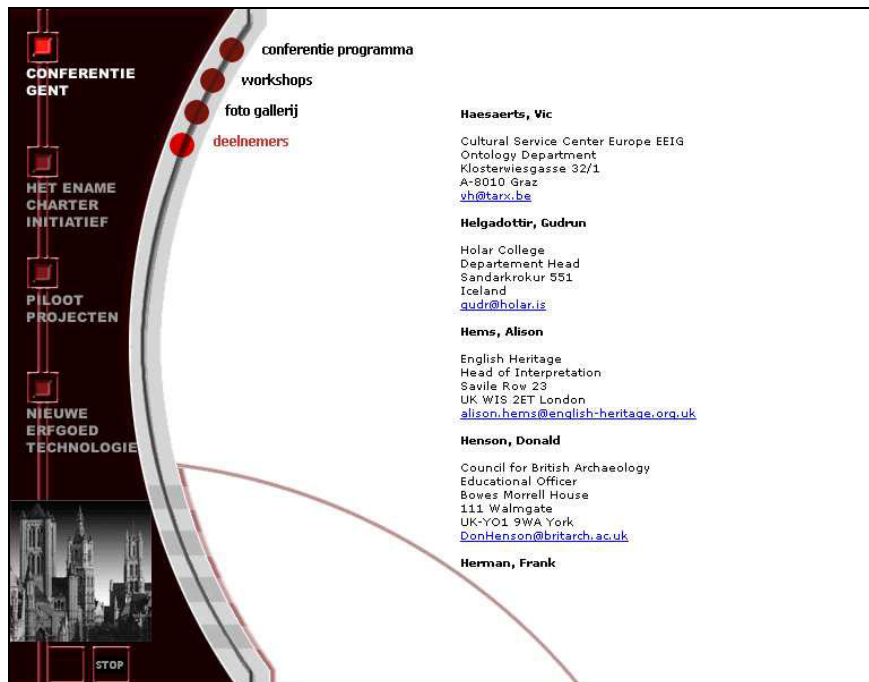 CONFERENTIE
GENT
HET ENAME
CHARTER
INITIATIEF
PILOOT
PROJECTEN
NIEUWE
ERFGOED
TECHNOLOGIE
STOP
conferentie programma
workshops
foto gallerij
deelnemers
Haesaerts, Vic
Cultural Service Center Europe EEIG
Ontology Department
Klosterwiesgasse 32/1
A-8010 Graz
vh@tarx.be
Helgadottir, Gudrun
Holar College
Departement Head
Sandarkrokur 551
Iceland
gudr@holar.is
Hems, Alison
English Heritage
Head of Interpretation
Savile Row 23
UK WIS 2ET London
alison.hems@english-heritage.org.uk
Henson, Donald
Council for British Archaeology
Educational Officer
Bowes Morrell House
111 Walmgate
UK-YO1 9WA York
DonHenson@britarch.ac.uk
Herman, Frank